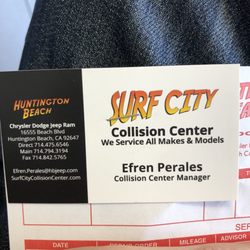 HUNTINGTON
BEACH
Chrysler Dodge Jeep Ram
16555 Beach Blvd
Huntington Beach, CA 92647
Direct 714.475.6546
Main 714.794.3194
Fax 714.842.5765
Efren.Perales@hbjeep.com
SurfCityCollisionCenter.com
SURF CITY
Collision Center
We Service All Makes & Models
Efren Perales
Collision Center Manager
SER
DATE
MILEAGE
ADVISOR